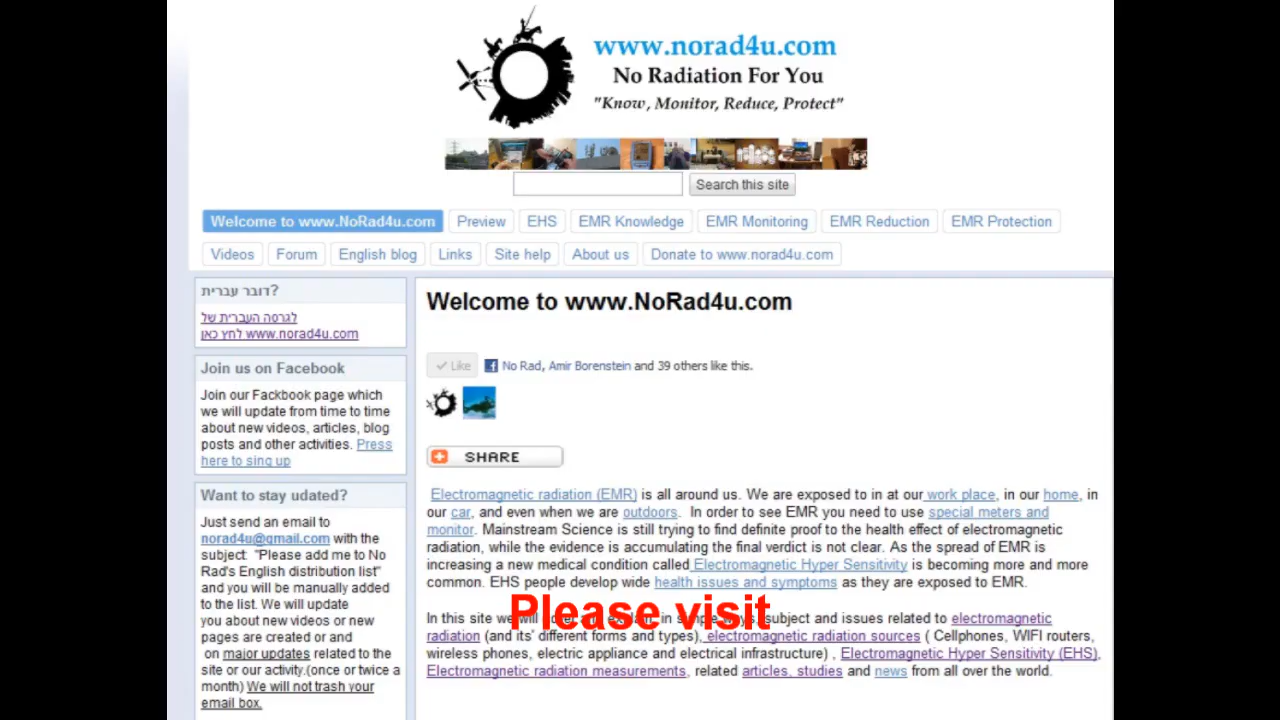 www.norad4u.com
No Radiation For You
"Know, Monitor, Reduce, Protect"
Search this site
Welcome to www.NoRad4u.com Preview EHS EMR Knowledge EMR Monitoring EMR Reduction EMR Protection
Videos Forum English blog Links Site help About us Donate to www.norad4u.com
דובר עברית?
לגרסה העברית של
www.norad4u.com לחץ כאן
Join us on Facebook
Join our Fackbook page which
we will update from time to time
about new videos, articles, blog
posts and other activities. Press
here to sing up
Want to stay udated?
Just send an email to
norad4u@gmail.com with the
subject: "Please add me to No
Rad's English distribution list"
and you will be manually added
to the list. We will update
you about new videos or new
pages are created or and
on major updates related to the
site or our activity.(once or twice a
month) We will not trash your
email box.
Welcome to www.NoRad4u.com
Like No Rad, Amir Borenstein and 39 others like this.
SHARE
Electromagnetic radiation (EMR) is all around us. We are exposed to in at our work place, in our home, in
our car, and even when we are outdoors. In order to see EMR you need to use special meters and
monitor. Mainstream Science is still trying to find definite proof to the health effect of electromagnetic
radiation, while the evidence is accumulating the final verdict is not clear. As the spread of EMR is
increasing a new medical condition called Electromagnetic Hyper Sensitivity is becoming more and more
common. EHS people develop wide health issues and symptoms as they are exposed to EMR.
Please visit
In this site we will explain, in simple ways, subject and issues related to electromagnetic
radiation (and its' different forms and types), electromagnetic radiation sources ( Cellphones, WIFI routers,
wireless phones, electric appliance and electrical infrastructure) , Electromagnetic Hyper Sensitivity (EHS),
Electromagnetic radiation measurements, related articles, studies and news from all over the world.